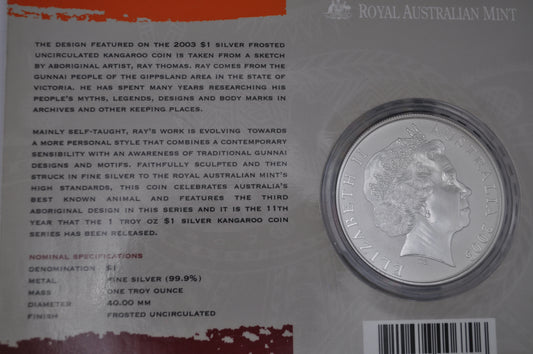 ROYAL AUSTRALIAN MINT
THE DESIGN FEATURED ON THE 2003 $1 SILVER FROSTED
UNCIRCULATED KANGAROO COIN IS TAKEN FROM A SKETCH
BY ABORIGINAL ARTIST, RAY THOMAS. RAY COMES FROM THE
GUNNAI PEOPLE OF THE GIPPSLAND AREA IN THE STATE OF
VICTORIA. HE HAS SPENT MANY YEARS RESEARCHING HIS
PEOPLE'S MYTHS, LEGENDS, DESIGNS AND BODY MARKS IN
ARCHIVES AND OTHER KEEPING PLACES.
MAINLY SELF-TAUGHT, RAY'S WORK IS EVOLVING TOWARDS
A MORE PERSONAL STYLE THAT COMBINES A CONTEMPORARY
SENSIBILITY WITH AN AWARENESS OF TRADITIONAL GUNNAI
DESIGNS AND MOTIFS. FAITHFULLY SCULPTED AND THEN
STRUCK IN FINE SILVER TO THE ROYAL AUSTRALIAN MINT'S
HIGH STANDARDS, THIS COIN CELEBRATES AUSTRALIA'S
BEST KNOWN ANIMAL AND FEATURES THE THIRD
ABORIGINAL DESIGN IN THIS SERIES AND IT IS THE 11TH
YEAR THAT THE 1 TROY OZ $1 SILVER KANGAROO COIN
SERIES HAS BEEN RELEASED.
NOMINAL SPECIFICATIONS
DENOMINATION $1
METAL FINE SILVER (99.9%)
MASS ONE TROY OUNCE
DIAMETER 40.00 MM
FINISH FROSTED UNCIRCULATED
ELIZABETH II AUSTRALIA 2003